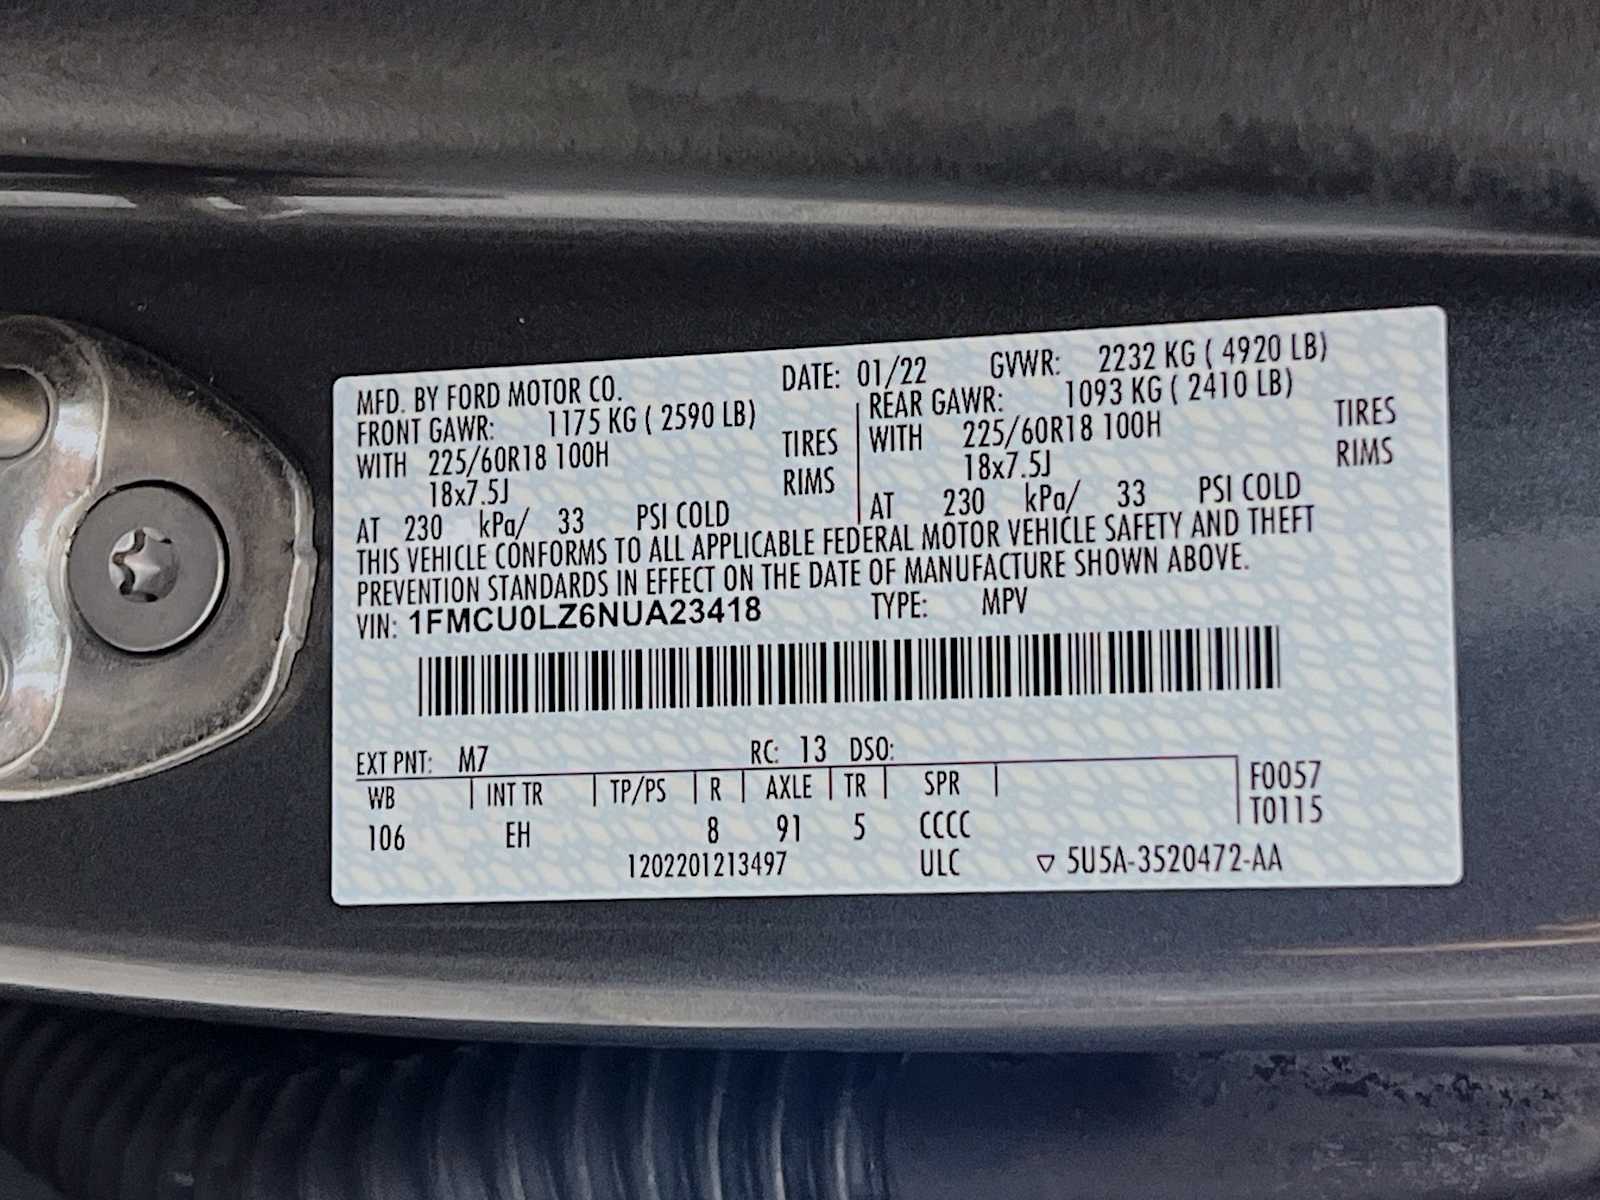 MFD. BY FORD MOTOR CO. DATE: 01/22 GVWR: 2232 KG ( 4920 LB)
FRONT GAWR: 1175 KG ( 2590 LB) REAR GAWR: 1093 KG ( 2410 LB)
WITH 225/60R18 100H TIRES WITH 225/60R18 100H TIRES
18x7.5J RIMS 18x7.5J RIMS
AT 230 kPa/ 33 PSI COLD AT 230 kPa/ 33 PSI COLD
THIS VEHICLE CONFORMS TO ALL APPLICABLE FEDERAL MOTOR VEHICLE SAFETY AND THEFT
PREVENTION STANDARDS IN EFFECT ON THE DATE OF MANUFACTURE SHOWN ABOVE.
VIN: 1FMCU0LZ6NUA23418 TYPE: MPV
EXT PNT: M7 RC: 13 DSO:
WB INT TR TP/PS R AXLE TR SPR F0057
106 EH 8 91 5 CCCC T0115
1202201213497 ULC ▽ 5U5A-3520472-AA